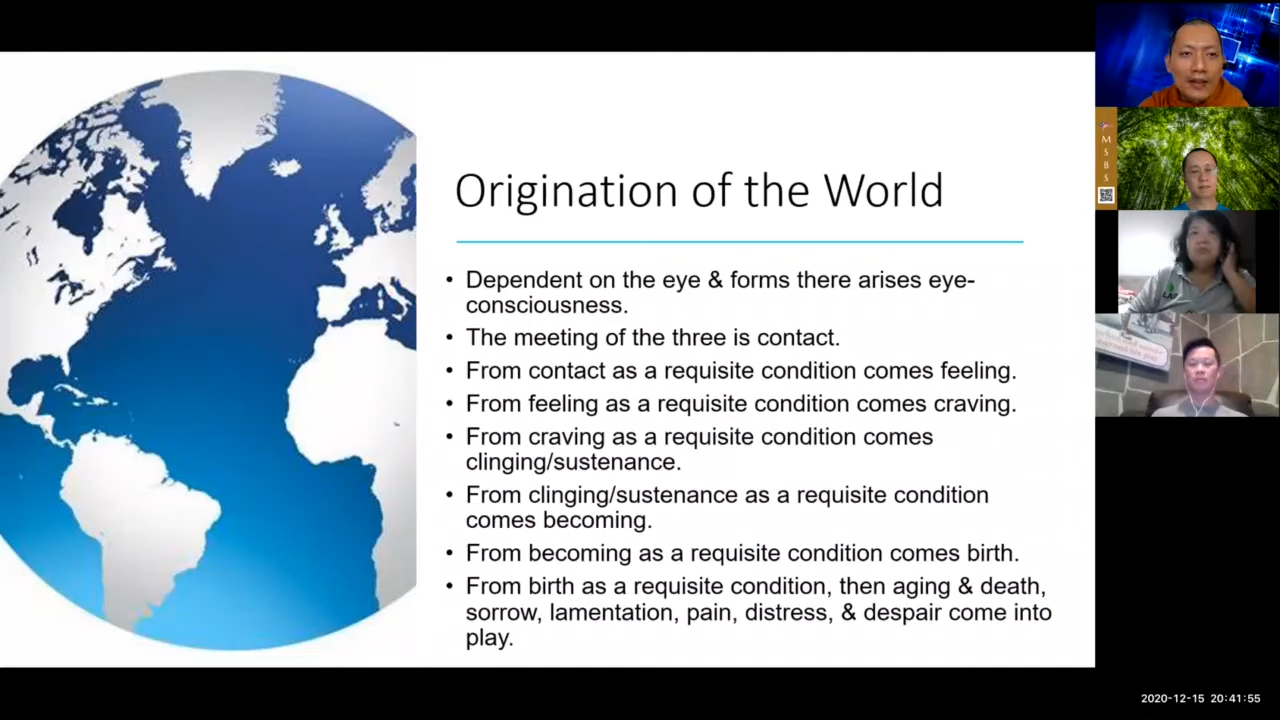 Origination of the World
• Dependent on the eye & forms there arises eye-
consciousness.
• The meeting of the three is contact.
• From contact as a requisite condition comes feeling.
• From feeling as a requisite condition comes craving.
• From craving as a requisite condition comes
clinging/sustenance.
• From clinging/sustenance as a requisite condition
comes becoming.
• From becoming as a requisite condition comes birth.
• From birth as a requisite condition, then aging & death,
sorrow, lamentation, pain, distress, & despair come into
play.
M
S
B
S
2020-12-15 20:41:55